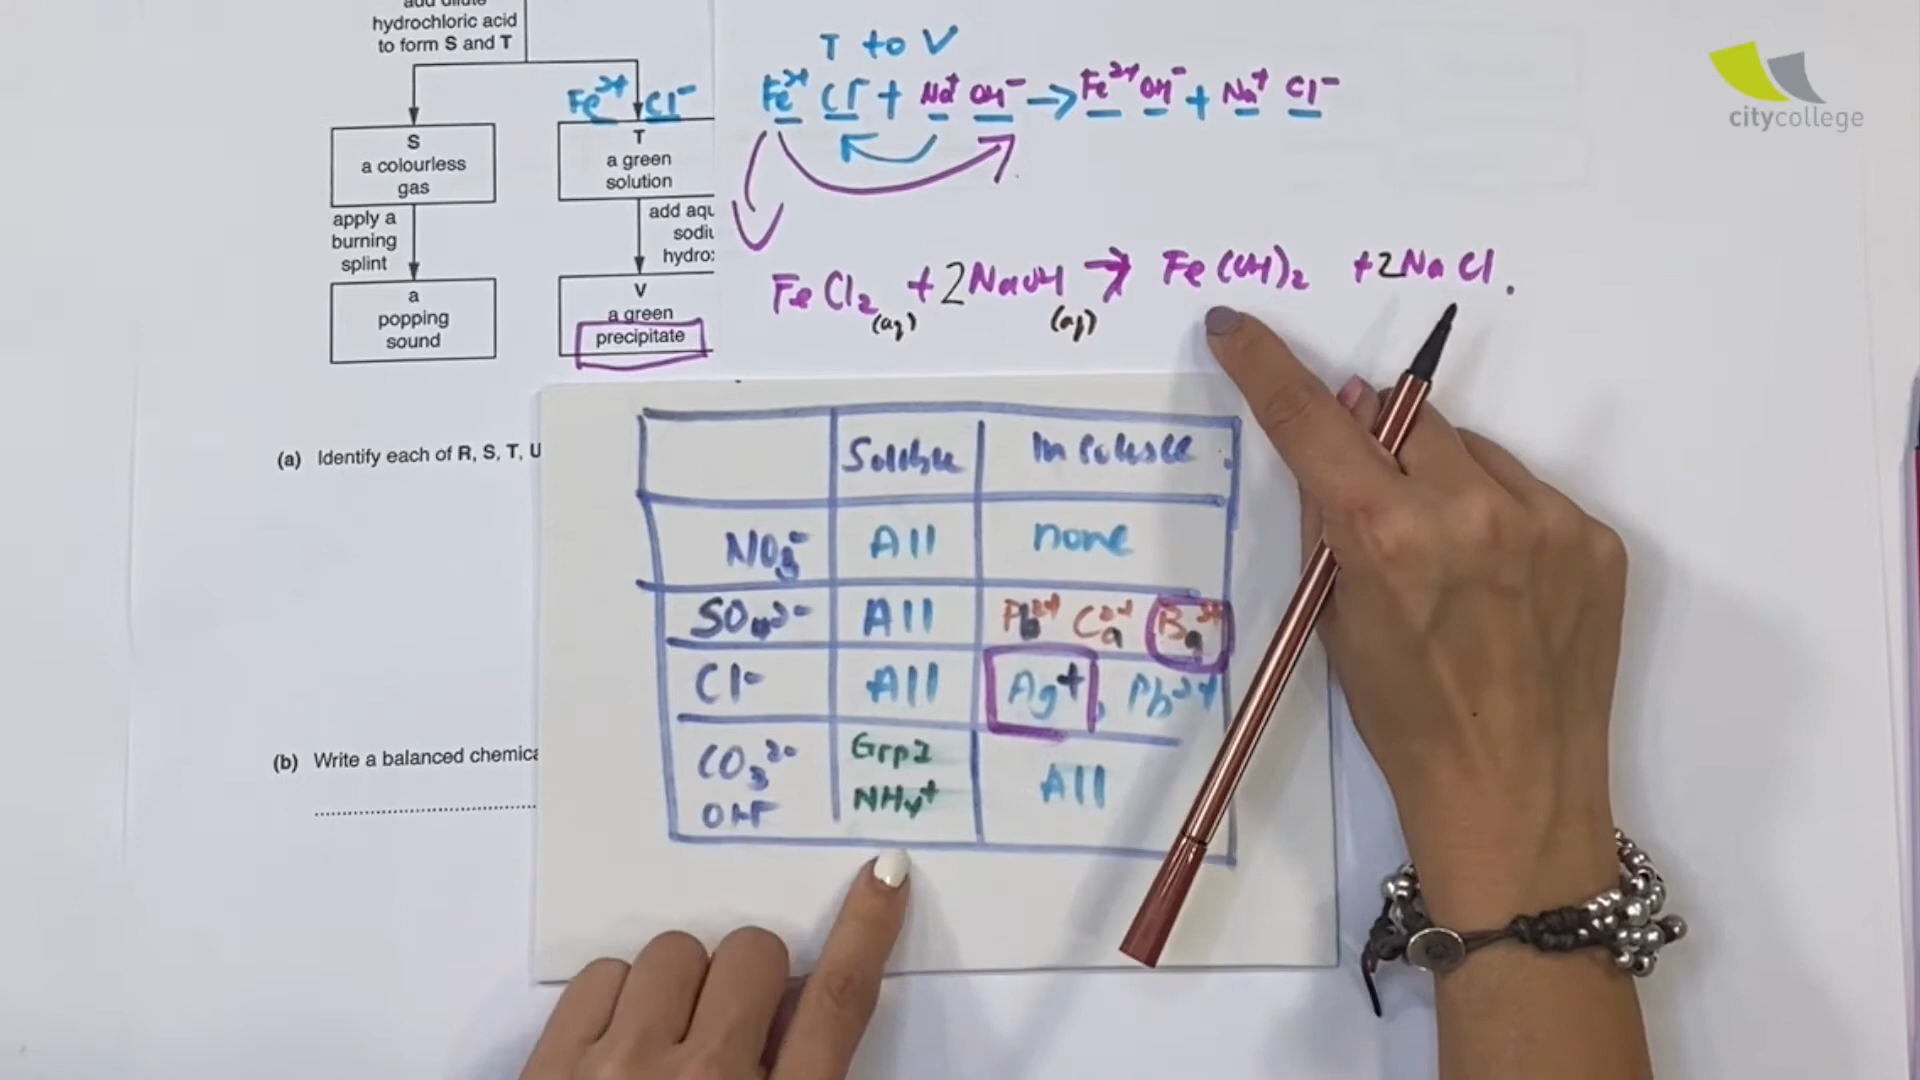 add dilute
hydrochloric acid
to form S and T
citycollege
T to V
Fe²⁺ Cl⁻
Fe²⁺ Cl⁻ + Na⁺ OH⁻ → Fe²⁺ OH⁻ + Na⁺ Cl⁻
S
a colourless
gas
T
a green
solution
apply a
burning
splint
add aqu
sodiu
hydro
FeCl₂ (aq) + 2NaOH (aq) → Fe(OH)₂ + 2NaCl.
a
popping
sound
V
a green
precipitate
(a) Identify each of R, S, T, U
Soluble Insoluble
NO₃⁻ All none
SO₄²⁻ All Pb²⁺ Ca²⁺ Ba²⁺
Cl⁻ All Ag⁺, Pb²⁺
CO₃²⁻ Grp1
OH⁻ NH₄⁺ All
(b) Write a balanced chemica